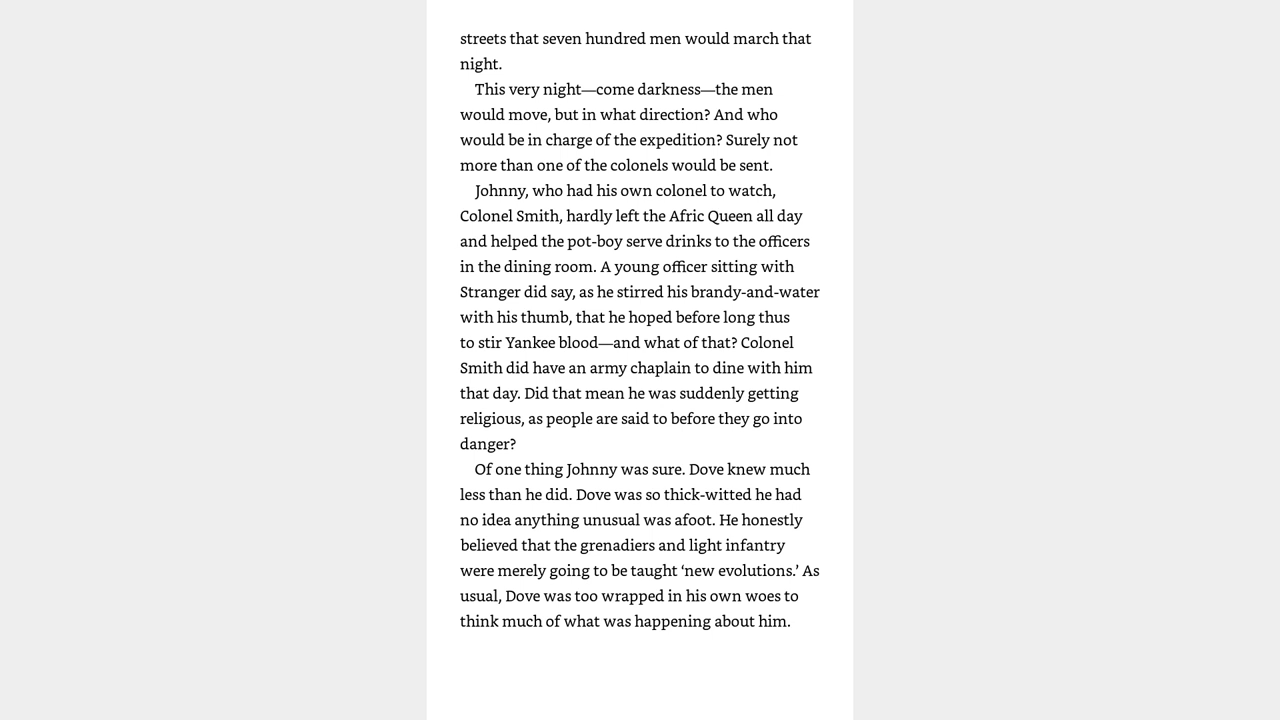 streets that seven hundred men would march that
night.
This very night—come darkness—the men
would move, but in what direction? And who
would be in charge of the expedition? Surely not
more than one of the colonels would be sent.
Johnny, who had his own colonel to watch,
Colonel Smith, hardly left the Afric Queen all day
and helped the pot-boy serve drinks to the officers
in the dining room. A young officer sitting with
Stranger did say, as he stirred his brandy-and-water
with his thumb, that he hoped before long thus
to stir Yankee blood—and what of that? Colonel
Smith did have an army chaplain to dine with him
that day. Did that mean he was suddenly getting
religious, as people are said to before they go into
danger?
Of one thing Johnny was sure. Dove knew much
less than he did. Dove was so thick-witted he had
no idea anything unusual was afoot. He honestly
believed that the grenadiers and light infantry
were merely going to be taught ‘new evolutions.’ As
usual, Dove was too wrapped in his own woes to
think much of what was happening about him.